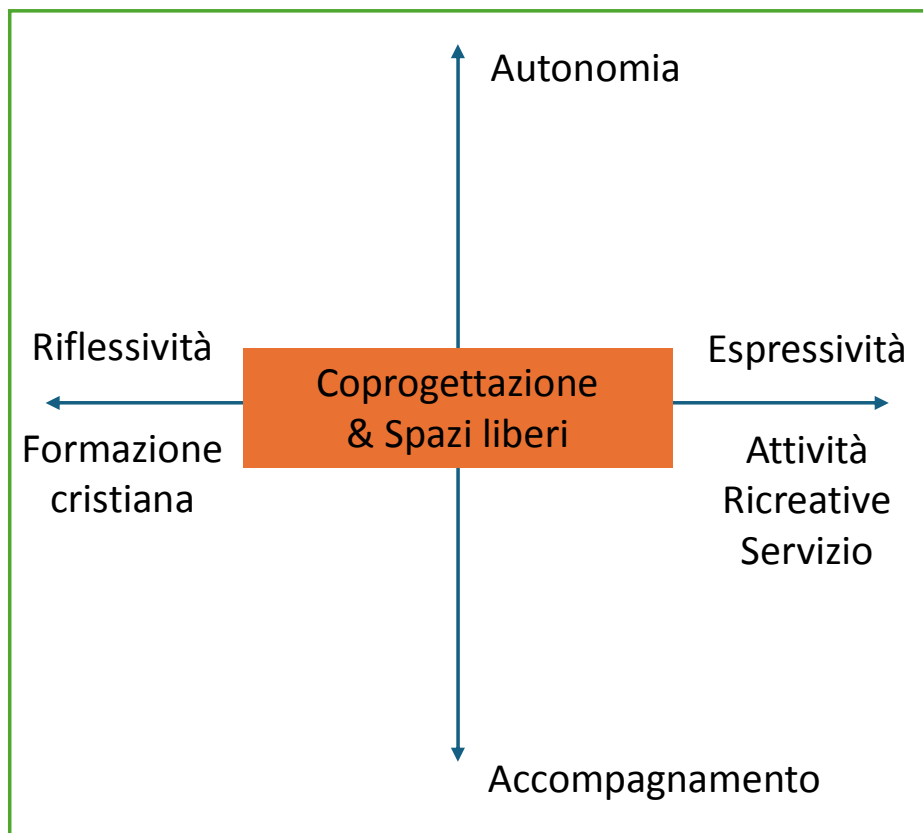 Autonomia
Riflessività
Espressività
Coprogettazione
& Spazi liberi
Formazione
cristiana
Attività
Ricreative
Servizio
Accompagnamento